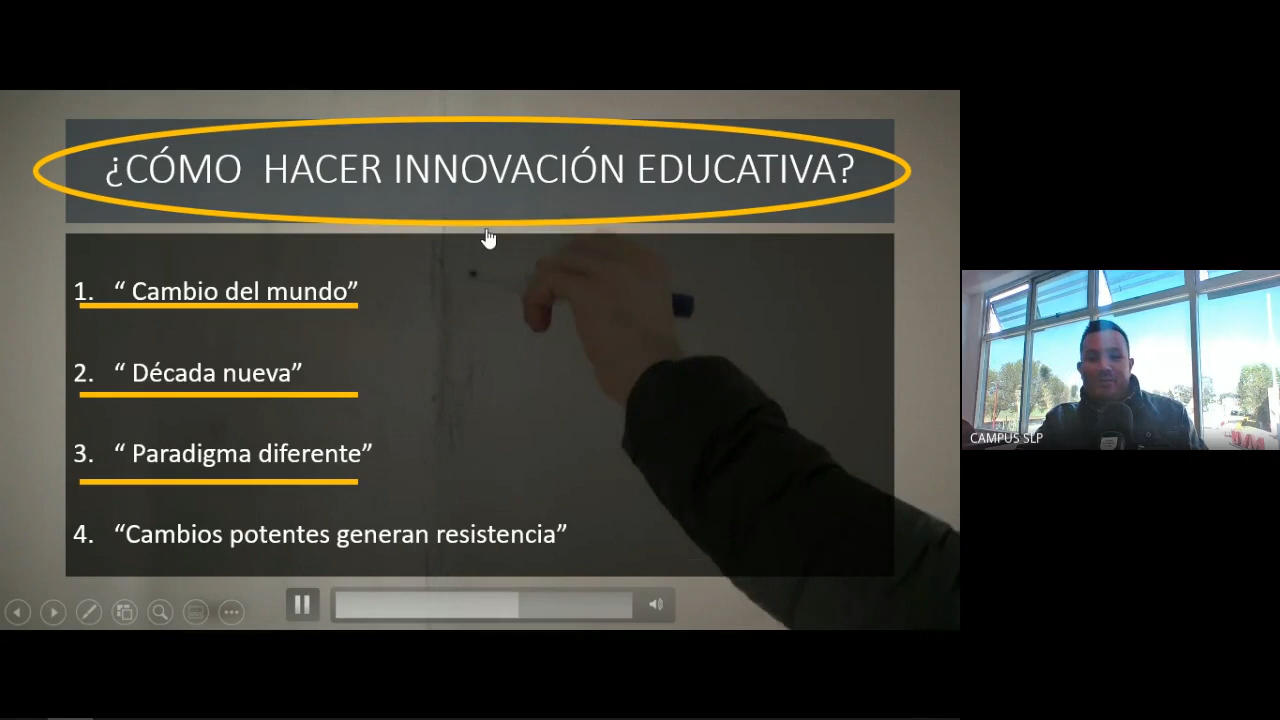 ¿CÓMO  HACER INNOVACIÓN EDUCATIVA?
1. “ Cambio del mundo”
2. “ Década nueva”
3. “ Paradigma diferente”
4. “Cambios potentes generan resistencia”
CAMPUS SLP